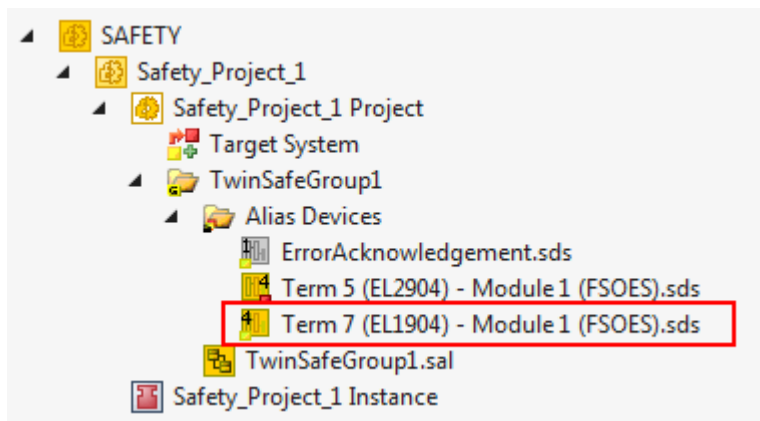 SAFETY
Safety_Project_1
Safety_Project_1 Project
Target System
TwinSafeGroup1
Alias Devices
ErrorAcknowledgement.sds
Term 5 (EL2904) - Module 1 (FSOES).sds
Term 7 (EL1904) - Module 1 (FSOES).sds
TwinSafeGroup1.sal
Safety_Project_1 Instance